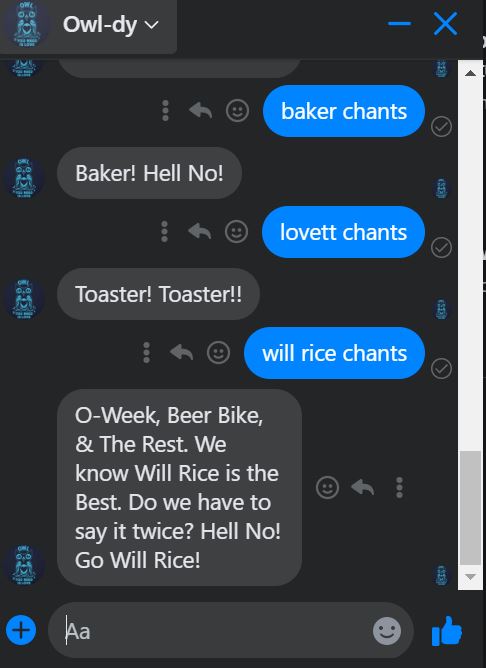 Owl-dy
baker chants
Baker! Hell No!
lovett chants
Toaster! Toaster!!
will rice chants
O-Week, Beer Bike,
& The Rest. We
know Will Rice is the
Best. Do we have to
say it twice? Hell No!
Go Will Rice!
Aa